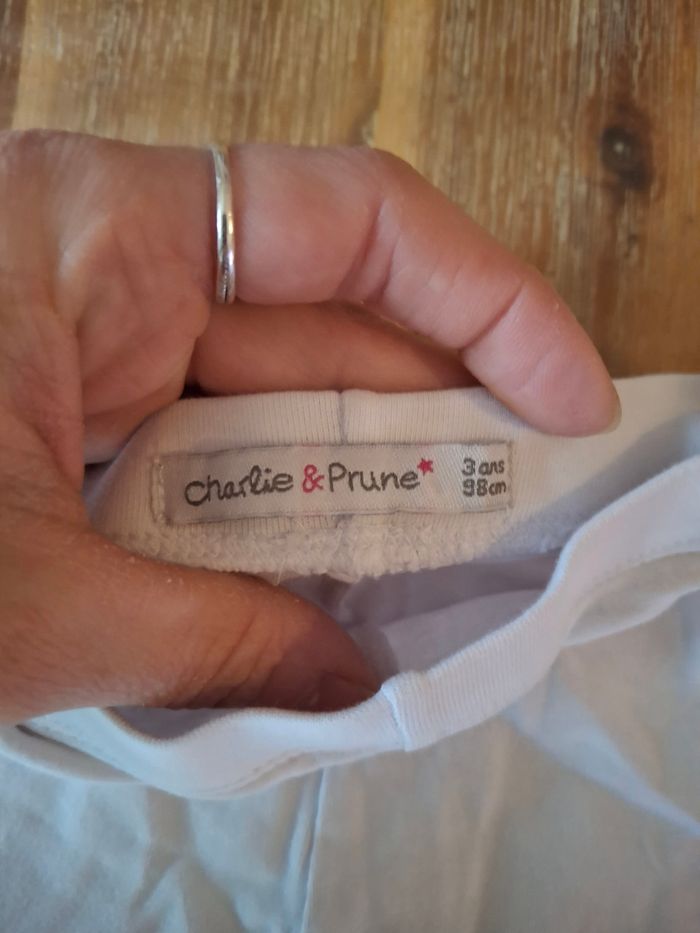 charlie & Prune*
3 ans
98 cm